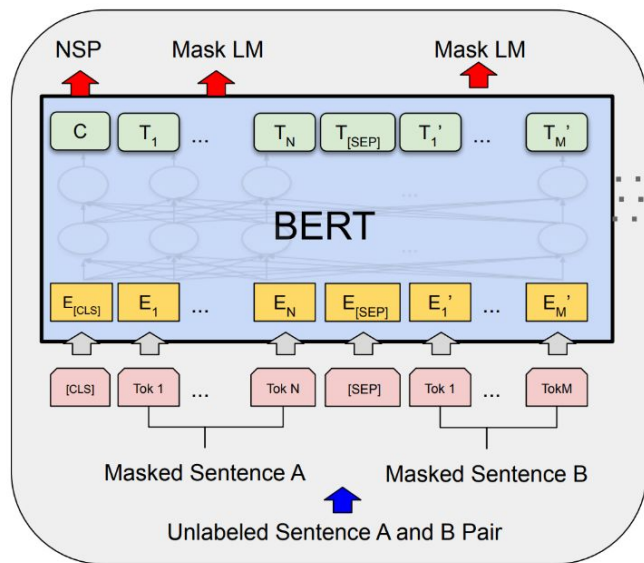 NSP Mask LM Mask LM
C T1 ... TN T[SEP] T1' ... TM'
...
BERT
...
E[CLS] E1 ... EN E[SEP] E1' ... EM'
[CLS] Tok 1 ... Tok N [SEP] Tok 1 ... TokM
Masked Sentence A Masked Sentence B
Unlabeled Sentence A and B Pair